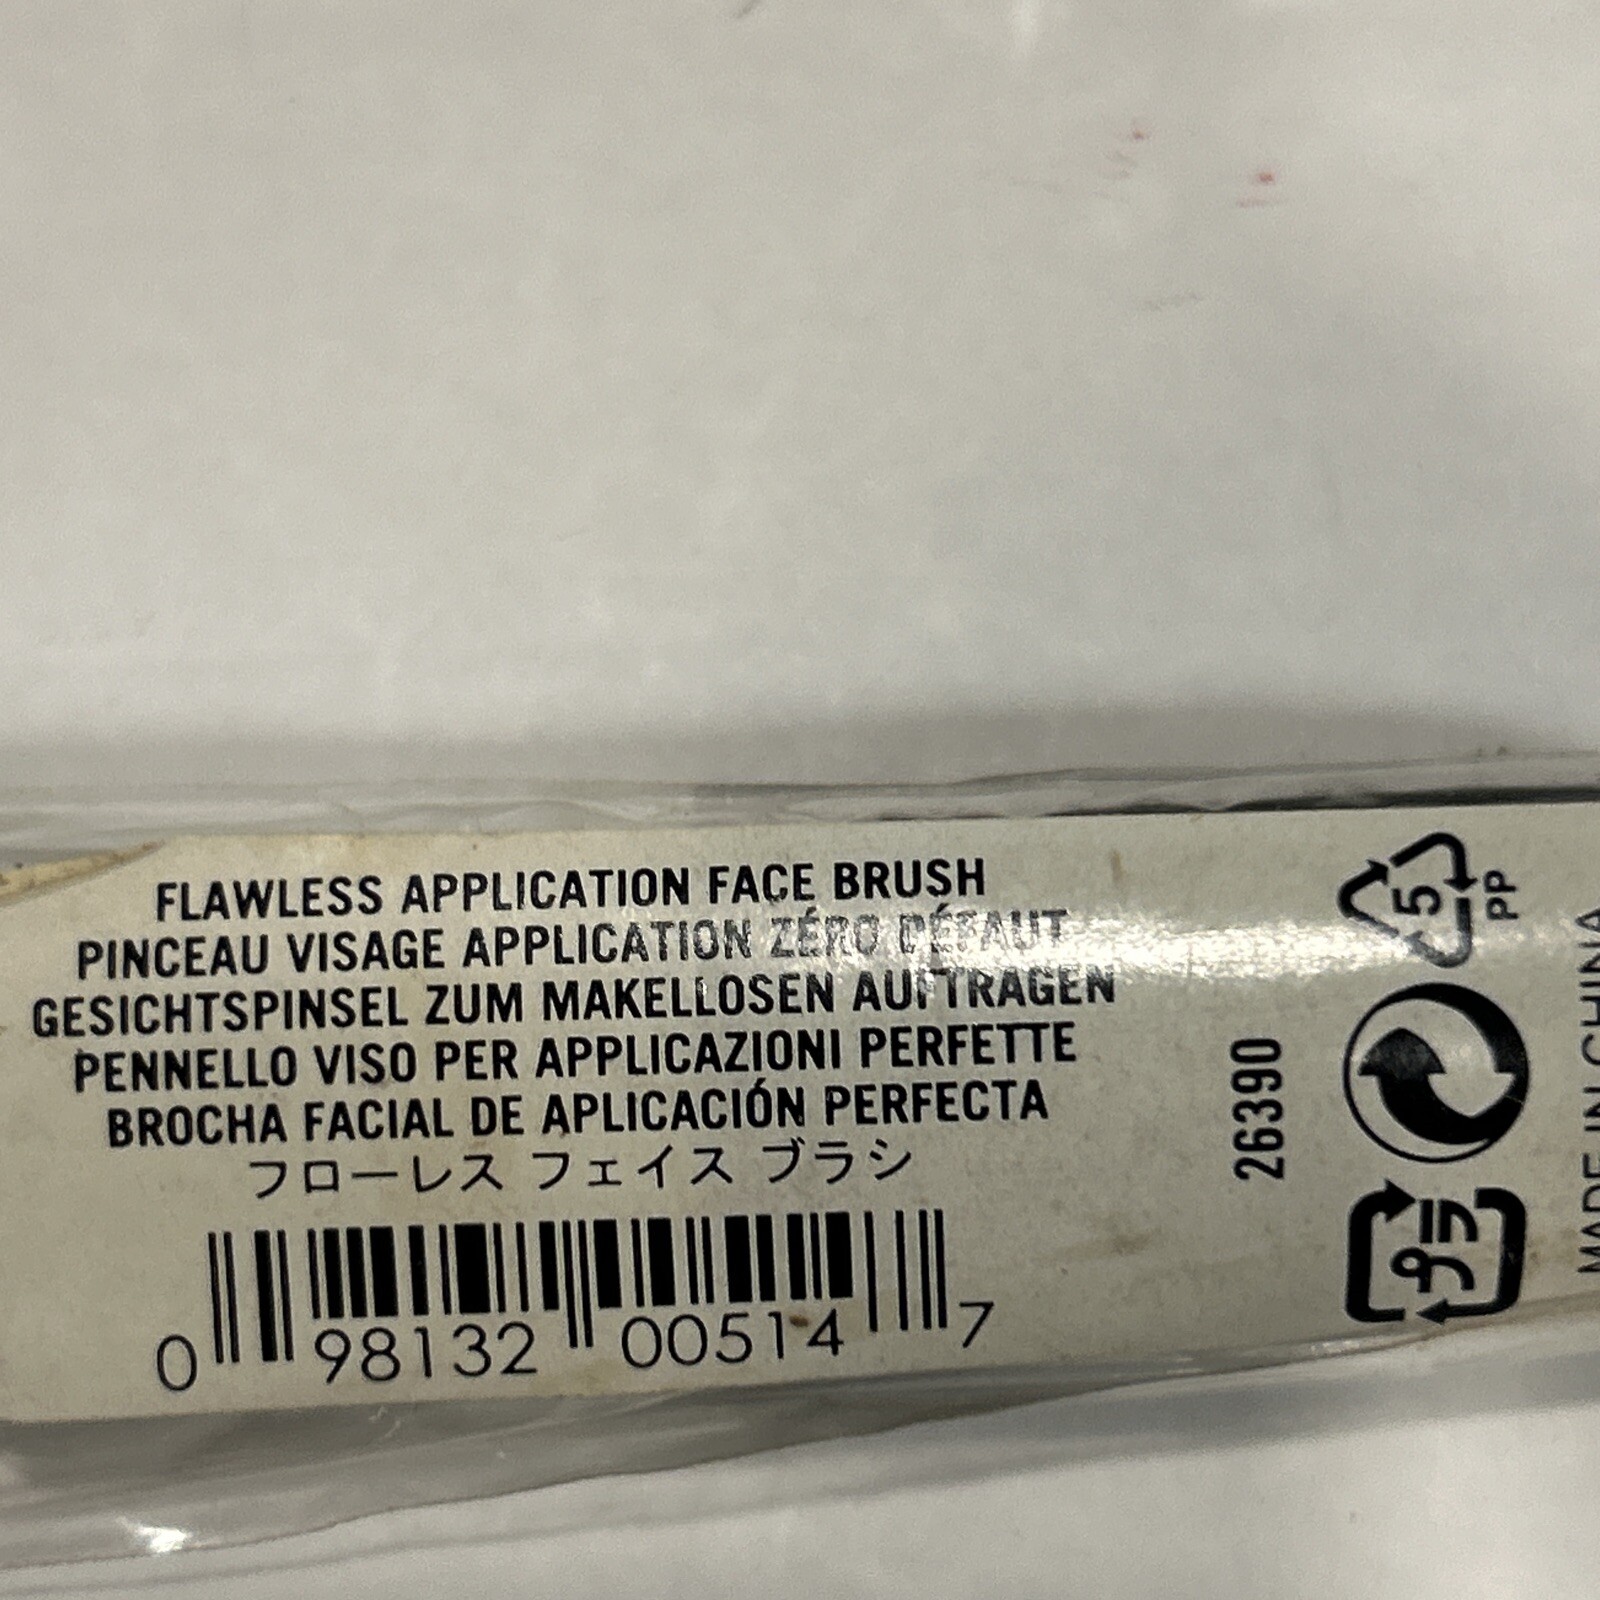 FLAWLESS APPLICATION FACE BRUSH
PINCEAU VISAGE APPLICATION ZÉRO DÉFAUT
GESICHTSPINSEL ZUM MAKELLOSEN AUFTRAGEN
PENNELLO VISO PER APPLICAZIONI PERFETTE
BROCHA FACIAL DE APLICACIÓN PERFECTA
フローレス フェイス ブラシ
0 98132 00514 7
26390
5
PP
プラ
MADE IN CHINA